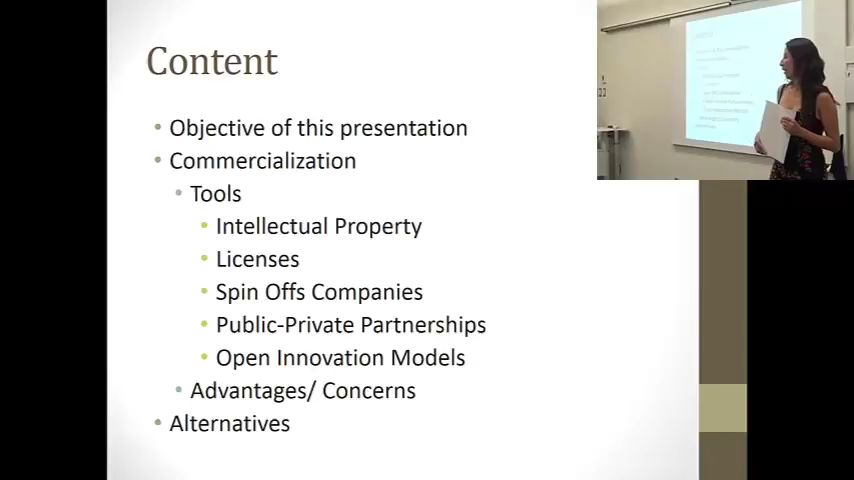 Content
Objective of this presentation
Commercialization
Tools
Intellectual Property
Licenses
Spin Offs Companies
Public-Private Partnerships
Open Innovation Models
Advantages/ Concerns
Alternatives